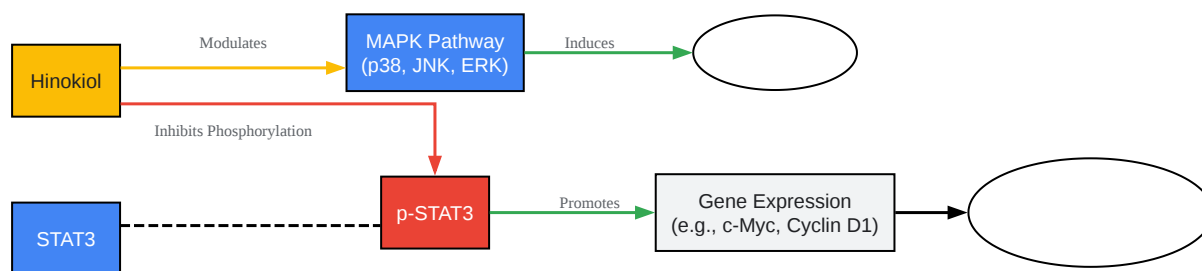 Modulates
MAPK Pathway
(p38, JNK, ERK)
Induces
Hinokiol
Inhibits Phosphorylation
STAT3
p-STAT3
Promotes
Gene Expression
(e.g., c-Myc, Cyclin D1)